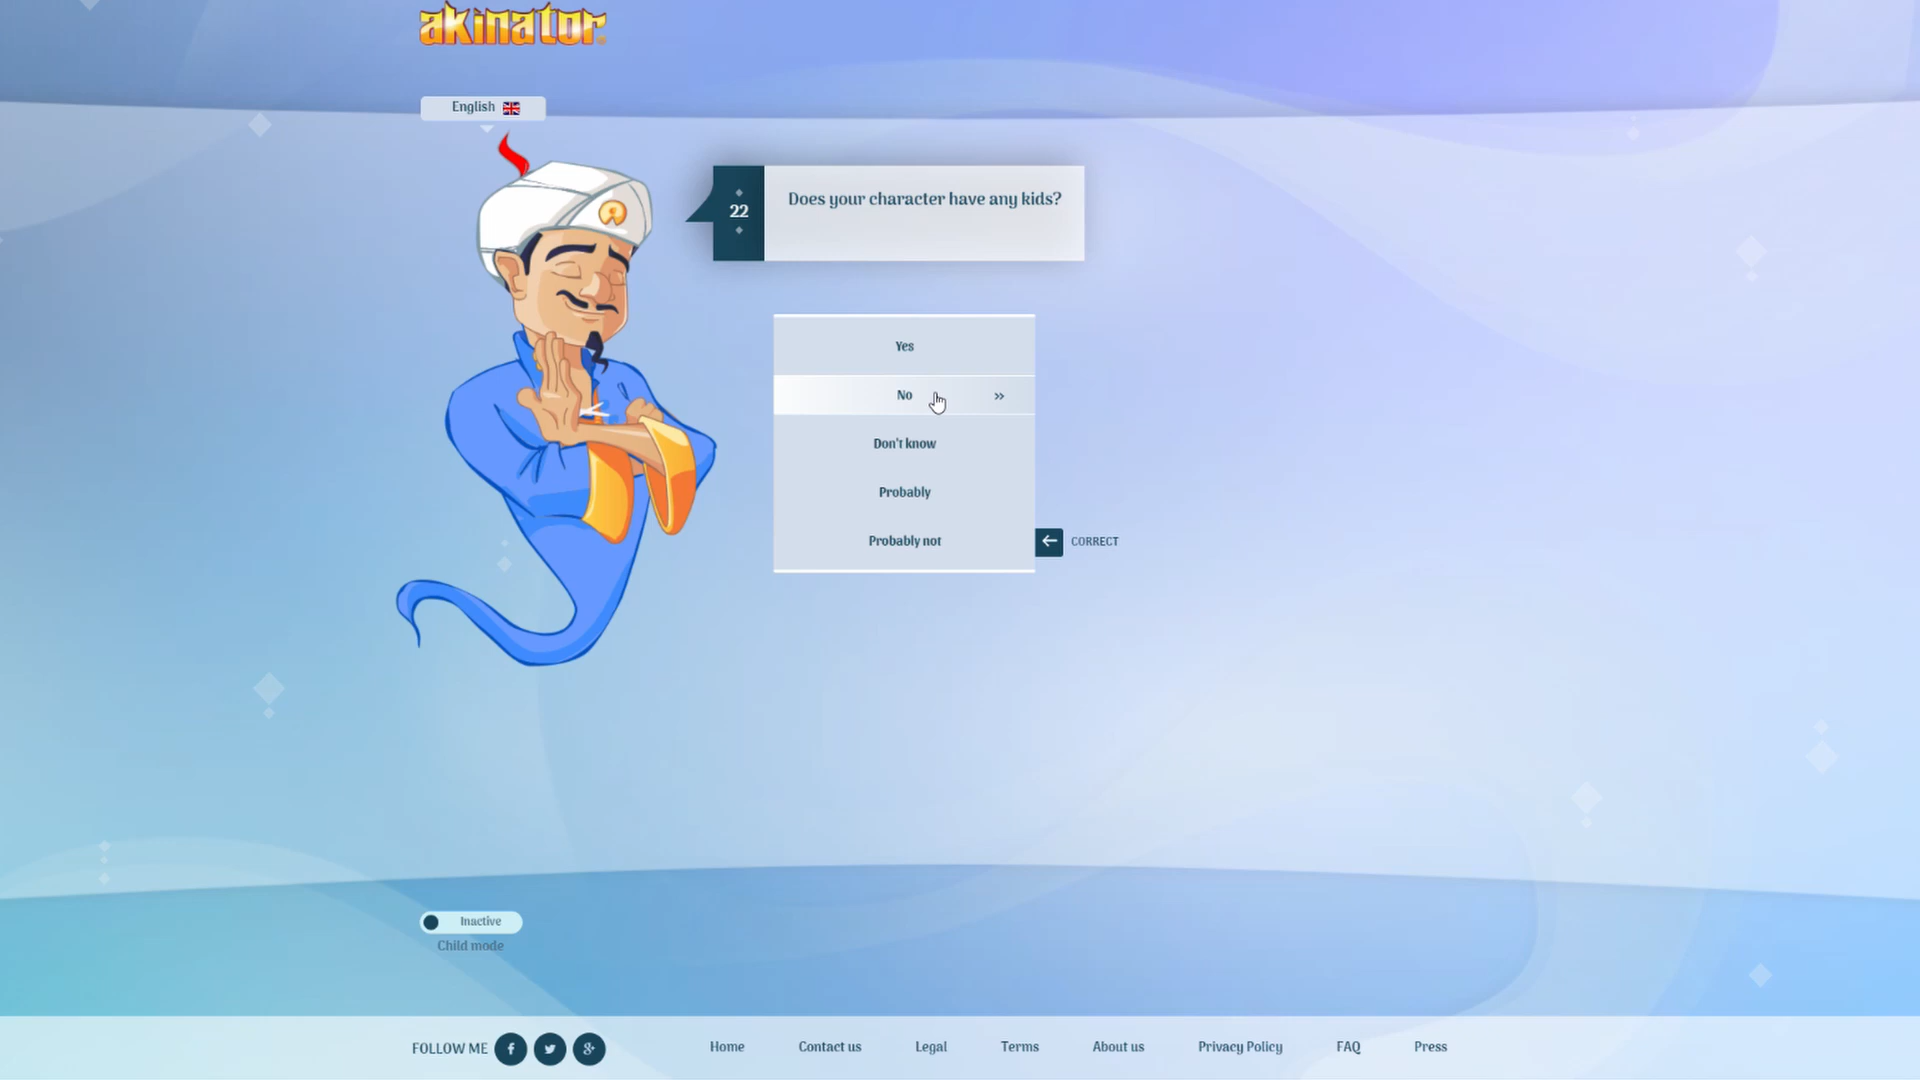 akinator
English
22
Does your character have any kids?
Yes
No
Don't know
Probably
Probably not
CORRECT
Inactive
Child mode
FOLLOW ME
Home
Contact us
Legal
Terms
About us
Privacy Policy
FAQ
Press